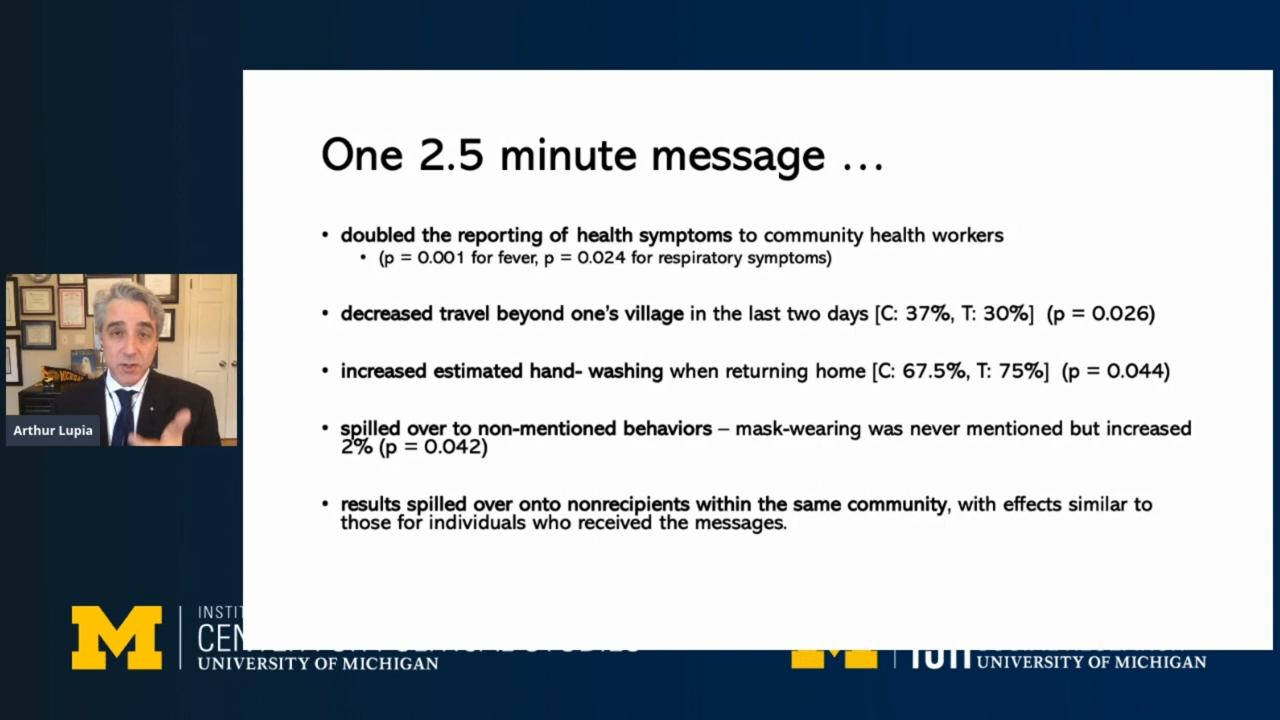 One 2.5 minute message …
• doubled the reporting of health symptoms to community health workers
• (p = 0.001 for fever, p = 0.024 for respiratory symptoms)
• decreased travel beyond one's village in the last two days [C: 37%, T: 30%] (p = 0.026)
• increased estimated hand- washing when returning home [C: 67.5%, T: 75%] (p = 0.044)
• spilled over to non-mentioned behaviors – mask-wearing was never mentioned but increased
2% (p = 0.042)
• results spilled over onto nonrecipients within the same community, with effects similar to
those for individuals who received the messages.
Arthur Lupia
M
UNIVERSITY OF MICHIGAN
UNIVERSITY OF MICHIGAN